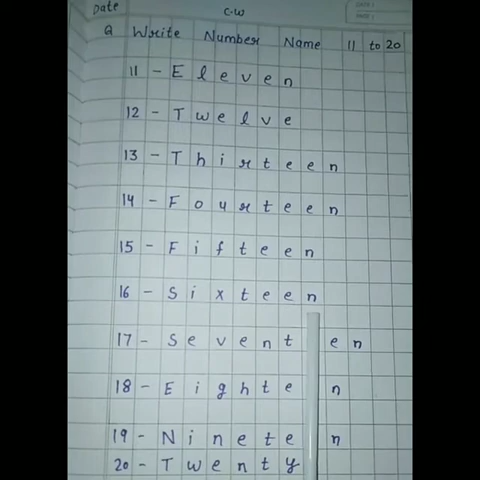 Date
C.W
Q Write Number Name 11 to 20
11 - Eleven
12 - Twelve
13 - Thirteen
14 - Fourteen
15 - Fifteen
16 - Sixteen
17 - Sevent en
18 - Eighte n
19 - Ninete n
20 - Twenty